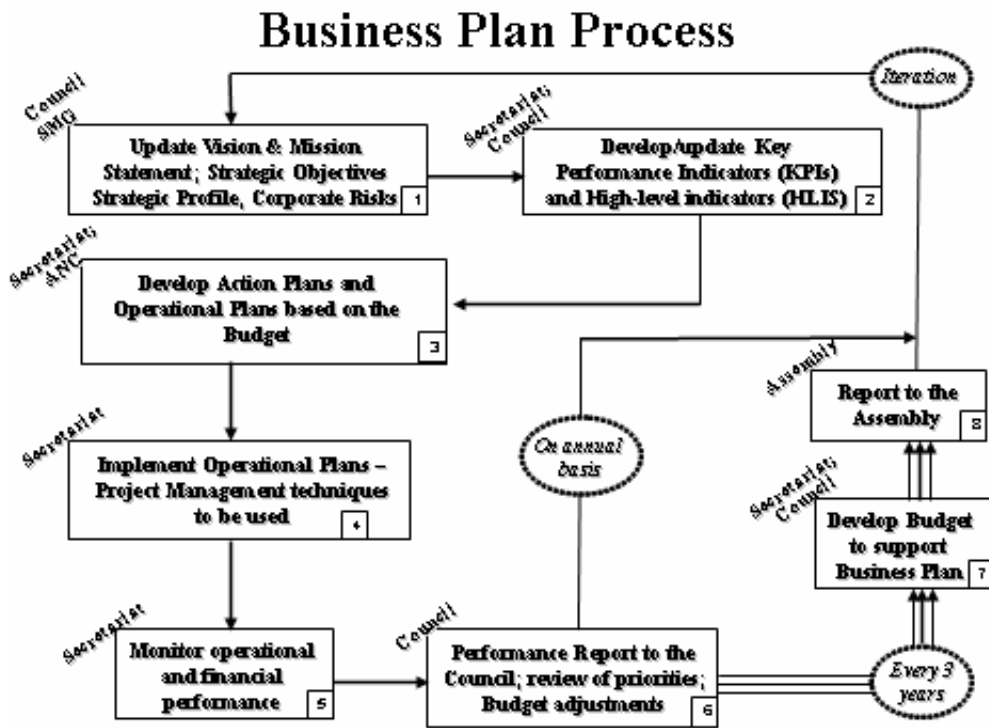 Business Plan Process
Iteration
Council
SMG
Update Vision & Mission
Statement; Strategic Objectives
Strategic Profile, Corporate Risks
1
Secretariat;
Council
Develop/update Key
Performance Indicators (KPIs)
and High-level indicators (HLIS)
2
Secretariat;
ANC
Develop Action Plans and
Operational Plans based on the
Budget
3
Secretariat
Implement Operational Plans –
Project Management techniques
to be used
4
Secretariat
Monitor operational
and financial
performance
5
Council
Performance Report to the
Council; review of priorities;
Budget adjustments
6
On annual
basis
Every 3
years
Secretariat;
Council
Develop Budget
to support
Business Plan
7
Assembly
Report to the
Assembly
8